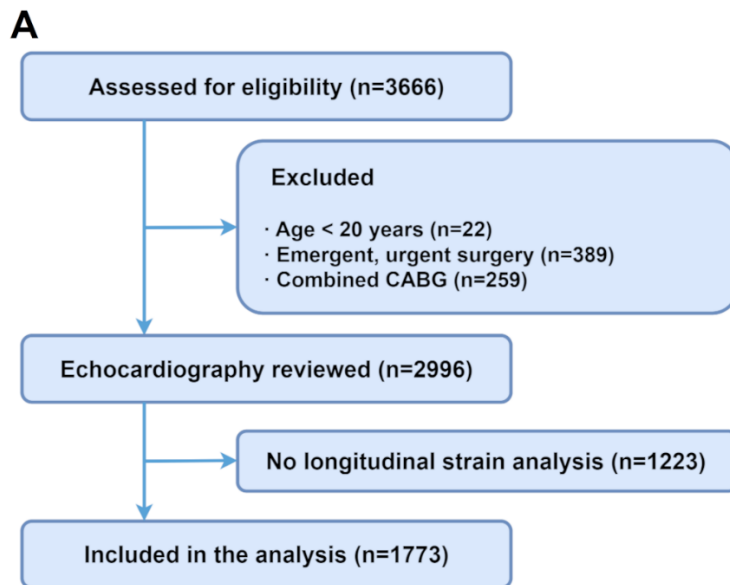 A
Assessed for eligibility (n=3666)
Excluded
· Age < 20 years (n=22)
· Emergent, urgent surgery (n=389)
· Combined CABG (n=259)
Echocardiography reviewed (n=2996)
No longitudinal strain analysis (n=1223)
Included in the analysis (n=1773)